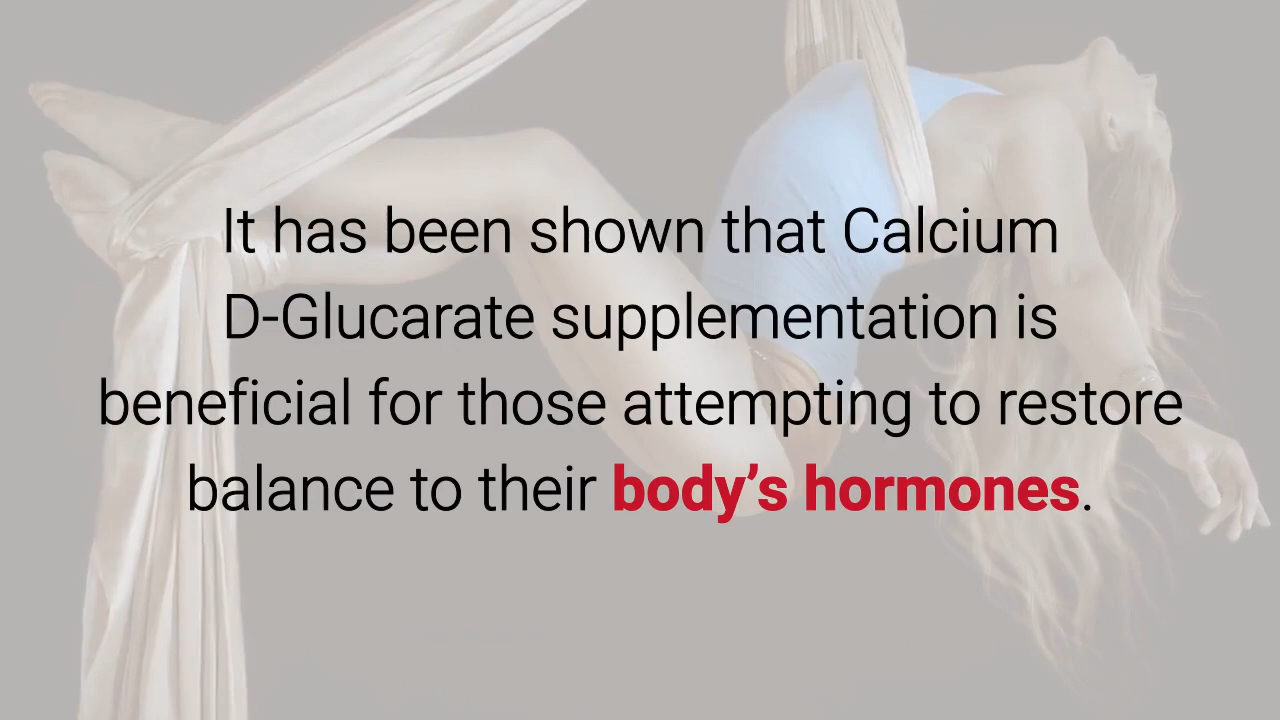 It has been shown that Calcium
D-Glucarate supplementation is
beneficial for those attempting to restore
balance to their body’s hormones.